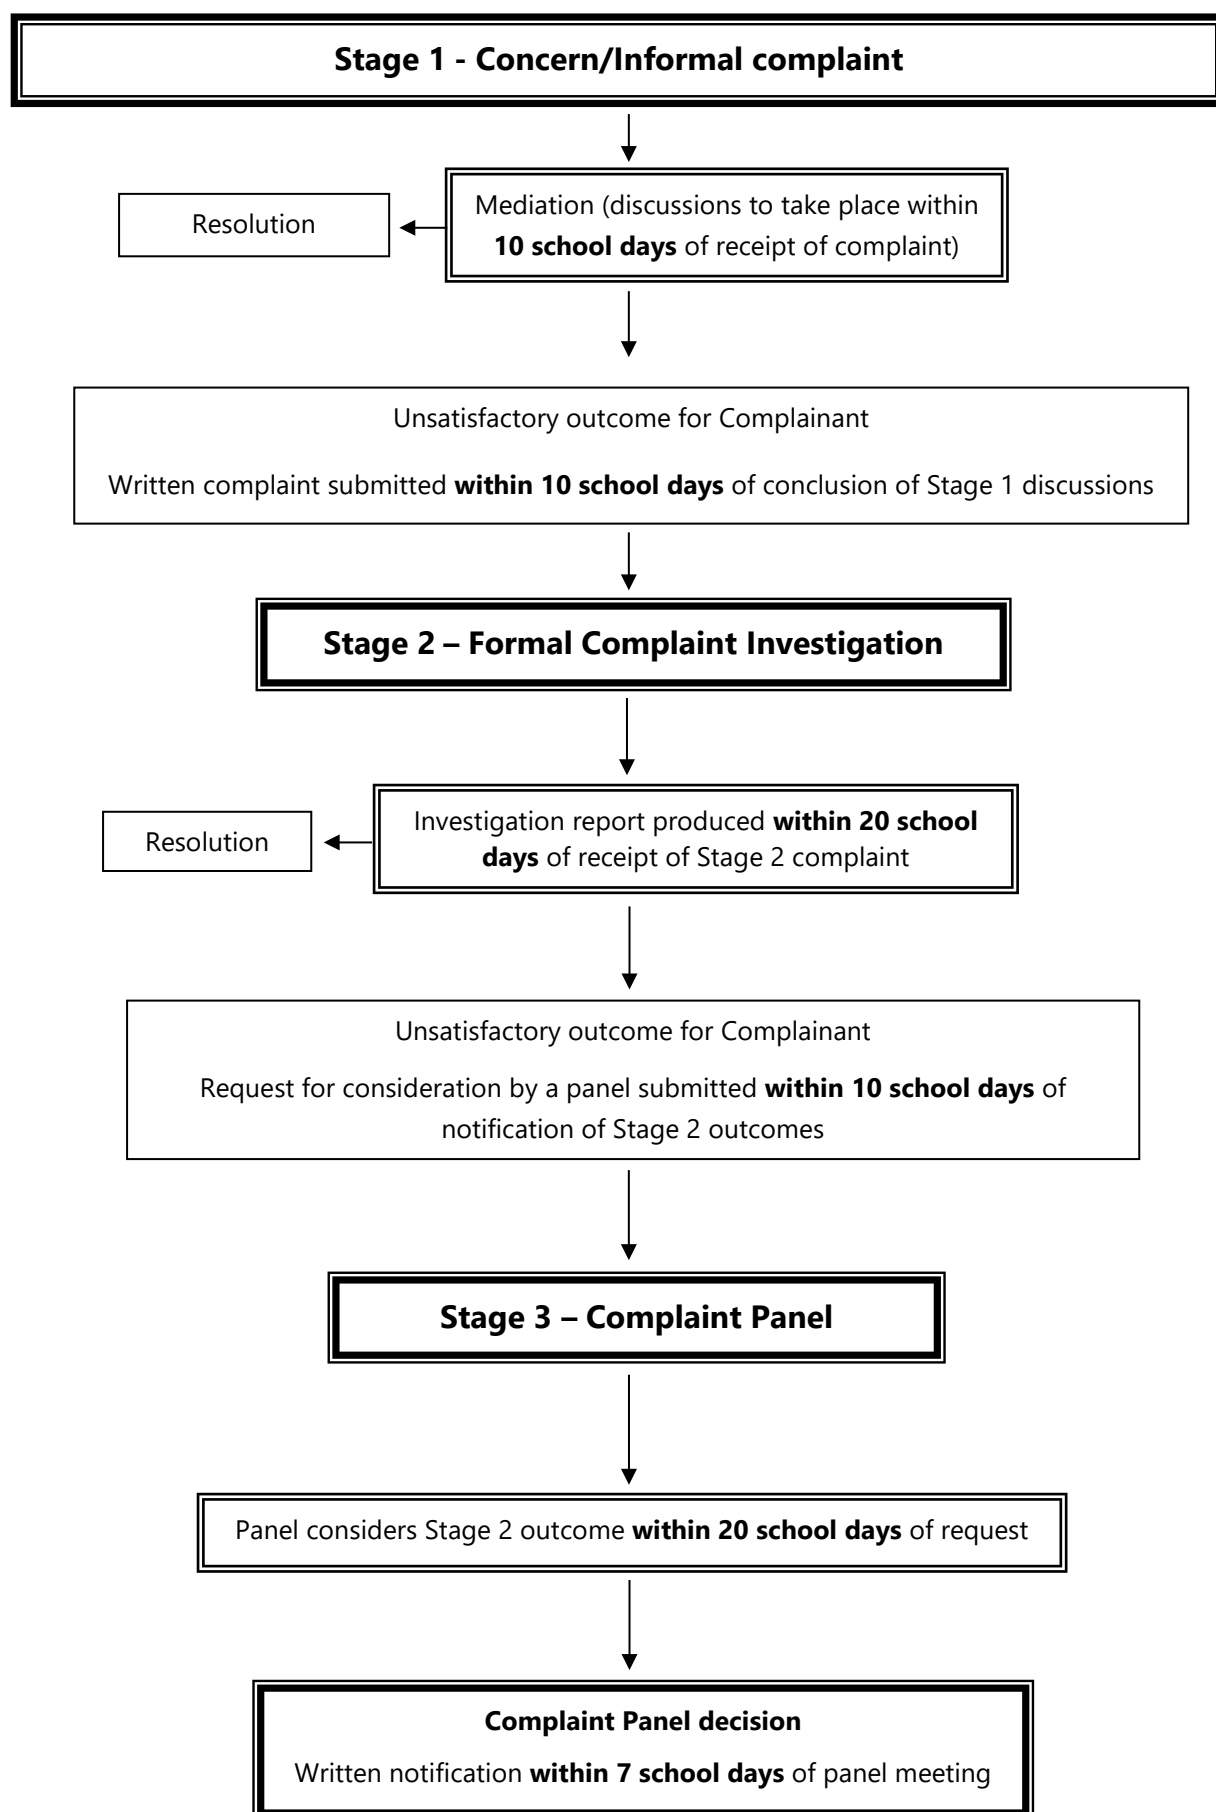 Stage 1 - Concern/Informal complaint
Mediation (discussions to take place within
10 school days of receipt of complaint)
Resolution
Unsatisfactory outcome for Complainant
Written complaint submitted within 10 school days of conclusion of Stage 1 discussions
Stage 2 – Formal Complaint Investigation
Investigation report produced within 20 school
days of receipt of Stage 2 complaint
Resolution
Unsatisfactory outcome for Complainant
Request for consideration by a panel submitted within 10 school days of
notification of Stage 2 outcomes
Stage 3 – Complaint Panel
Panel considers Stage 2 outcome within 20 school days of request
Complaint Panel decision
Written notification within 7 school days of panel meeting